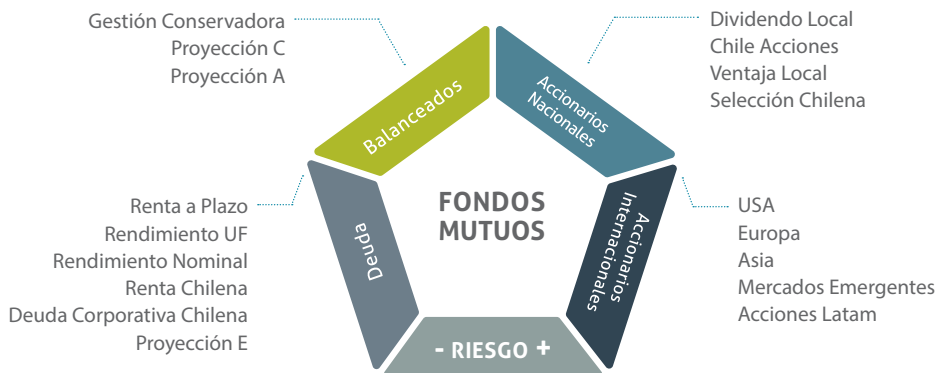 Gestión Conservadora
Proyección C
Proyección A
Balanceados
Accionarios
Nacionales
Dividendo Local
Chile Acciones
Ventaja Local
Selección Chilena
Renta a Plazo
Rendimiento UF
Rendimiento Nominal
Renta Chilena
Deuda Corporativa Chilena
Proyección E
Deuda
FONDOS
MUTUOS
Accionarios
Internacionales
USA
Europa
Asia
Mercados Emergentes
Acciones Latam
- RIESGO +